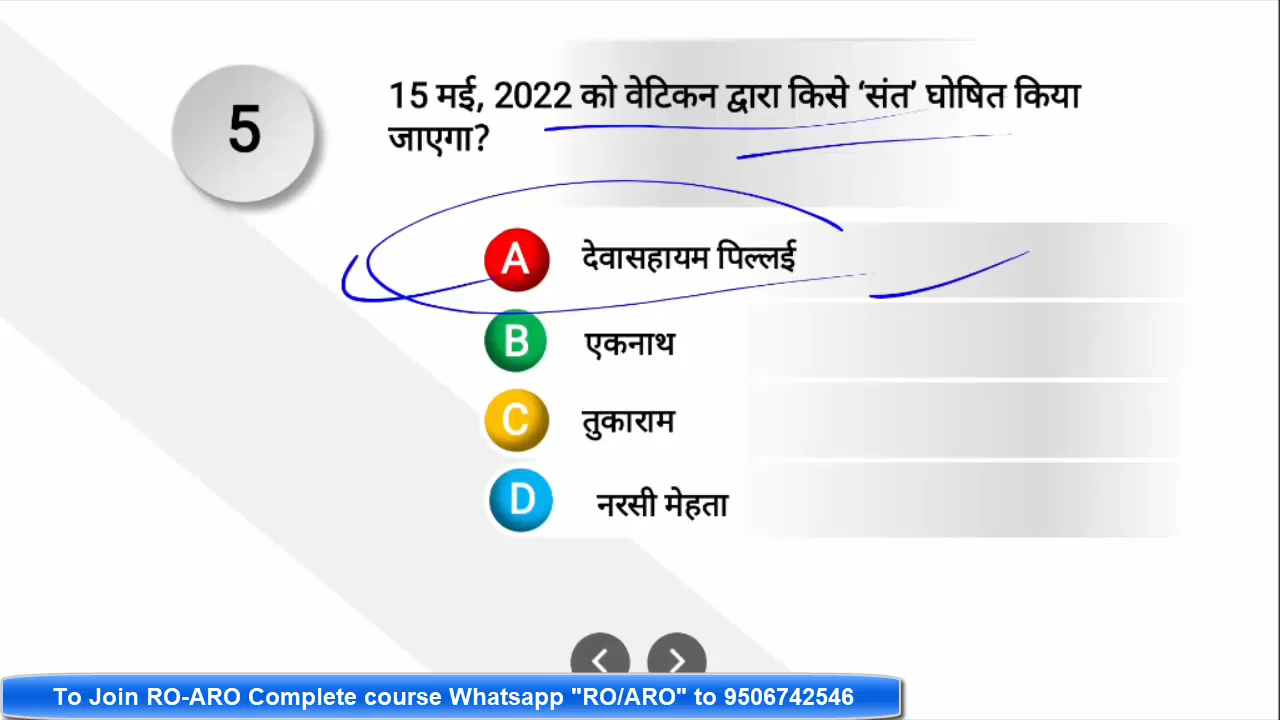 5
15 मई, 2022 को वेटिकन द्वारा किसे ‘संत’ घोषित किया
जाएगा?
A देवासहायम पिल्लई
B एकनाथ
C तुकाराम
D नरसी मेहता
To Join RO-ARO Complete course Whatsapp "RO/ARO" to 9506742546